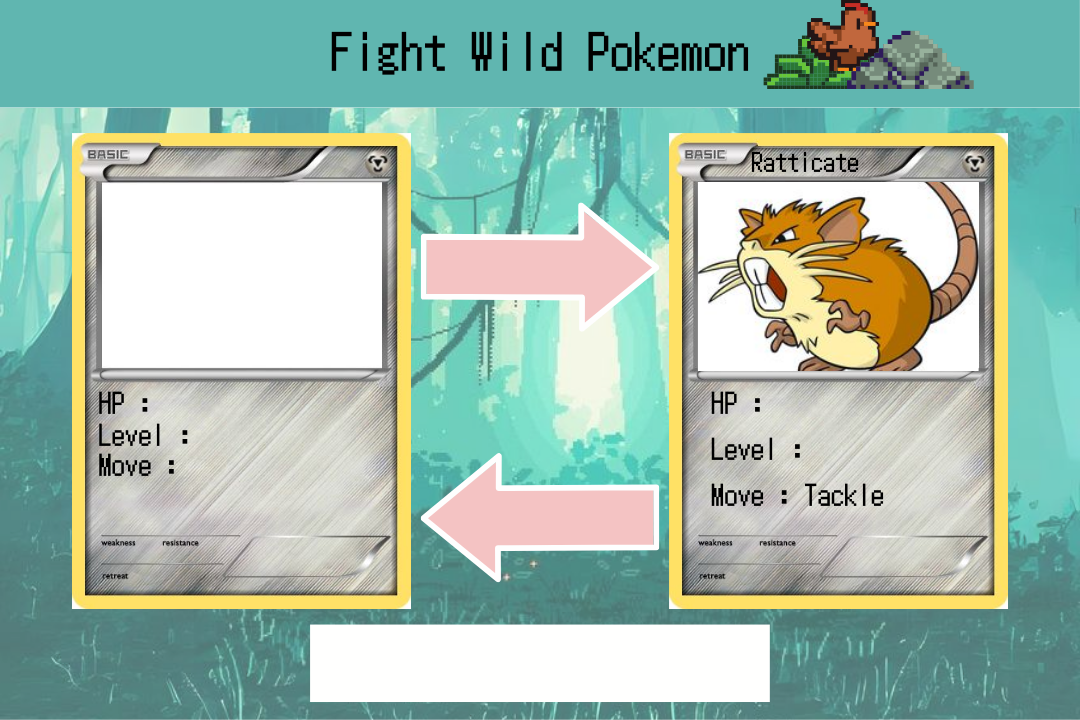 Fight Wild Pokemon
BASIC
HP :
Level :
Move :
weakness resistance
retreat
BASIC
Ratticate
HP :
Level :
Move : Tackle
weakness resistance
retreat